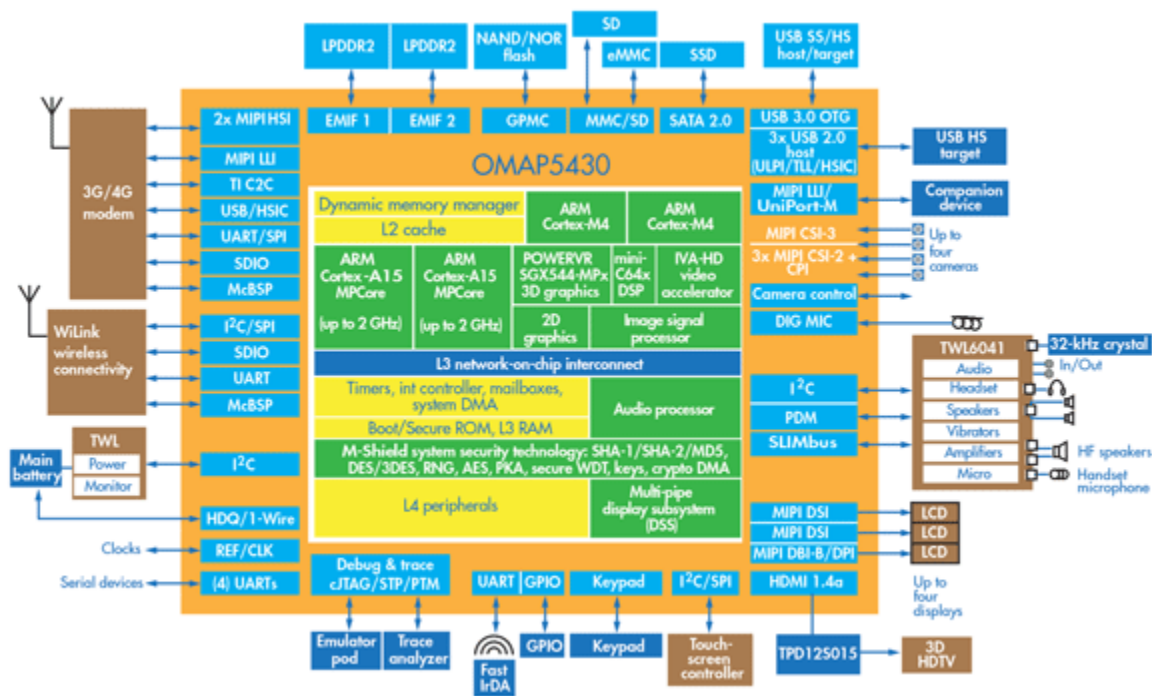 LPDDR2
LPDDR2
NAND/NOR
flash
SD
eMMC
SSD
USB SS/HS
host/target
EMIF 1
EMIF 2
GPMC
MMC/SD
SATA 2.0
USB 3.0 OTG
3x USB 2.0
host
(ULPI/TLL/HSIC)
USB HS
target
MIPI LLI/
UniPort-M
Companion
device
MIPI CSI-3
3x MIPI CSI-2 +
CPI
Up to
four
cameras
Camera control
DIG MIC
3G/4G
modem
2x MIPI HSI
MIPI LLI
TI C2C
USB/HSIC
UART/SPI
SDIO
McBSP
WiLink
wireless
connectivity
I²C/SPI
SDIO
UART
McBSP
TWL
Power
Monitor
Main
battery
I²C
HDQ/1-Wire
Clocks
REF/CLK
Serial devices
(4) UARTs
OMAP5430
Dynamic memory manager
L2 cache
ARM
Cortex-M4
ARM
Cortex-M4
ARM
Cortex-A15
MPCore
(up to 2 GHz)
ARM
Cortex-A15
MPCore
(up to 2 GHz)
POWERVR
SGX544-MPx
3D graphics
mini-
C64x
DSP
IVA-HD
video
accelerator
2D
graphics
Image signal
processor
L3 network-on-chip interconnect
Timers, int controller, mailboxes,
system DMA
Boot/Secure ROM, L3 RAM
Audio processor
M-Shield system security technology: SHA-1/SHA-2/MD5,
DES/3DES, RNG, AES, PKA, secure WDT, keys, crypto DMA
L4 peripherals
Multi-pipe
display subsystem
(DSS)
I²C
PDM
SLIMbus
TWL6041
Audio
Headset
Speakers
Vibrators
Amplifiers
Micro
32-kHz crystal
In/Out
HF speakers
Handset
microphone
MIPI DSI
LCD
MIPI DSI
LCD
MIPI DBI-B/DPI
LCD
HDMI 1.4a
Up to
four
displays
Debug & trace
cJTAG/STP/PTM
UART
GPIO
Keypad
I²C/SPI
Emulator
pod
Trace
analyzer
Fast
IrDA
GPIO
Keypad
Touch-
screen
controller
TPD12S015
3D
HDTV